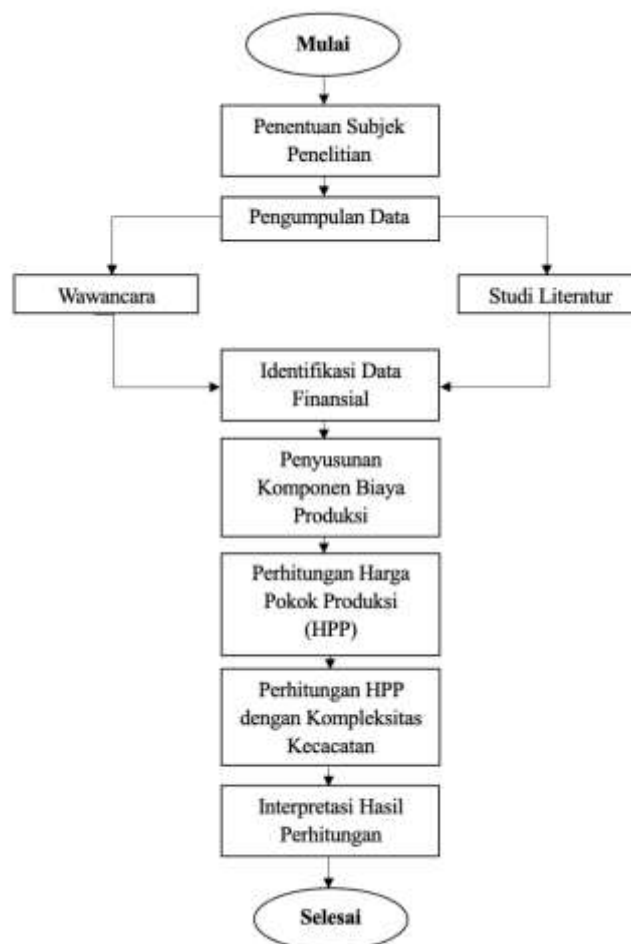 Mulai
Penentuan Subjek
Penelitian
Pengumpulan Data
Wawancara
Studi Literatur
Identifikasi Data
Finansial
Penyusunan
Komponen Biaya
Produksi
Perhitungan Harga
Pokok Produksi
(HPP)
Perhitungan HPP
dengan Kompleksitas
Kecacatan
Interpretasi Hasil
Perhitungan
Selesai